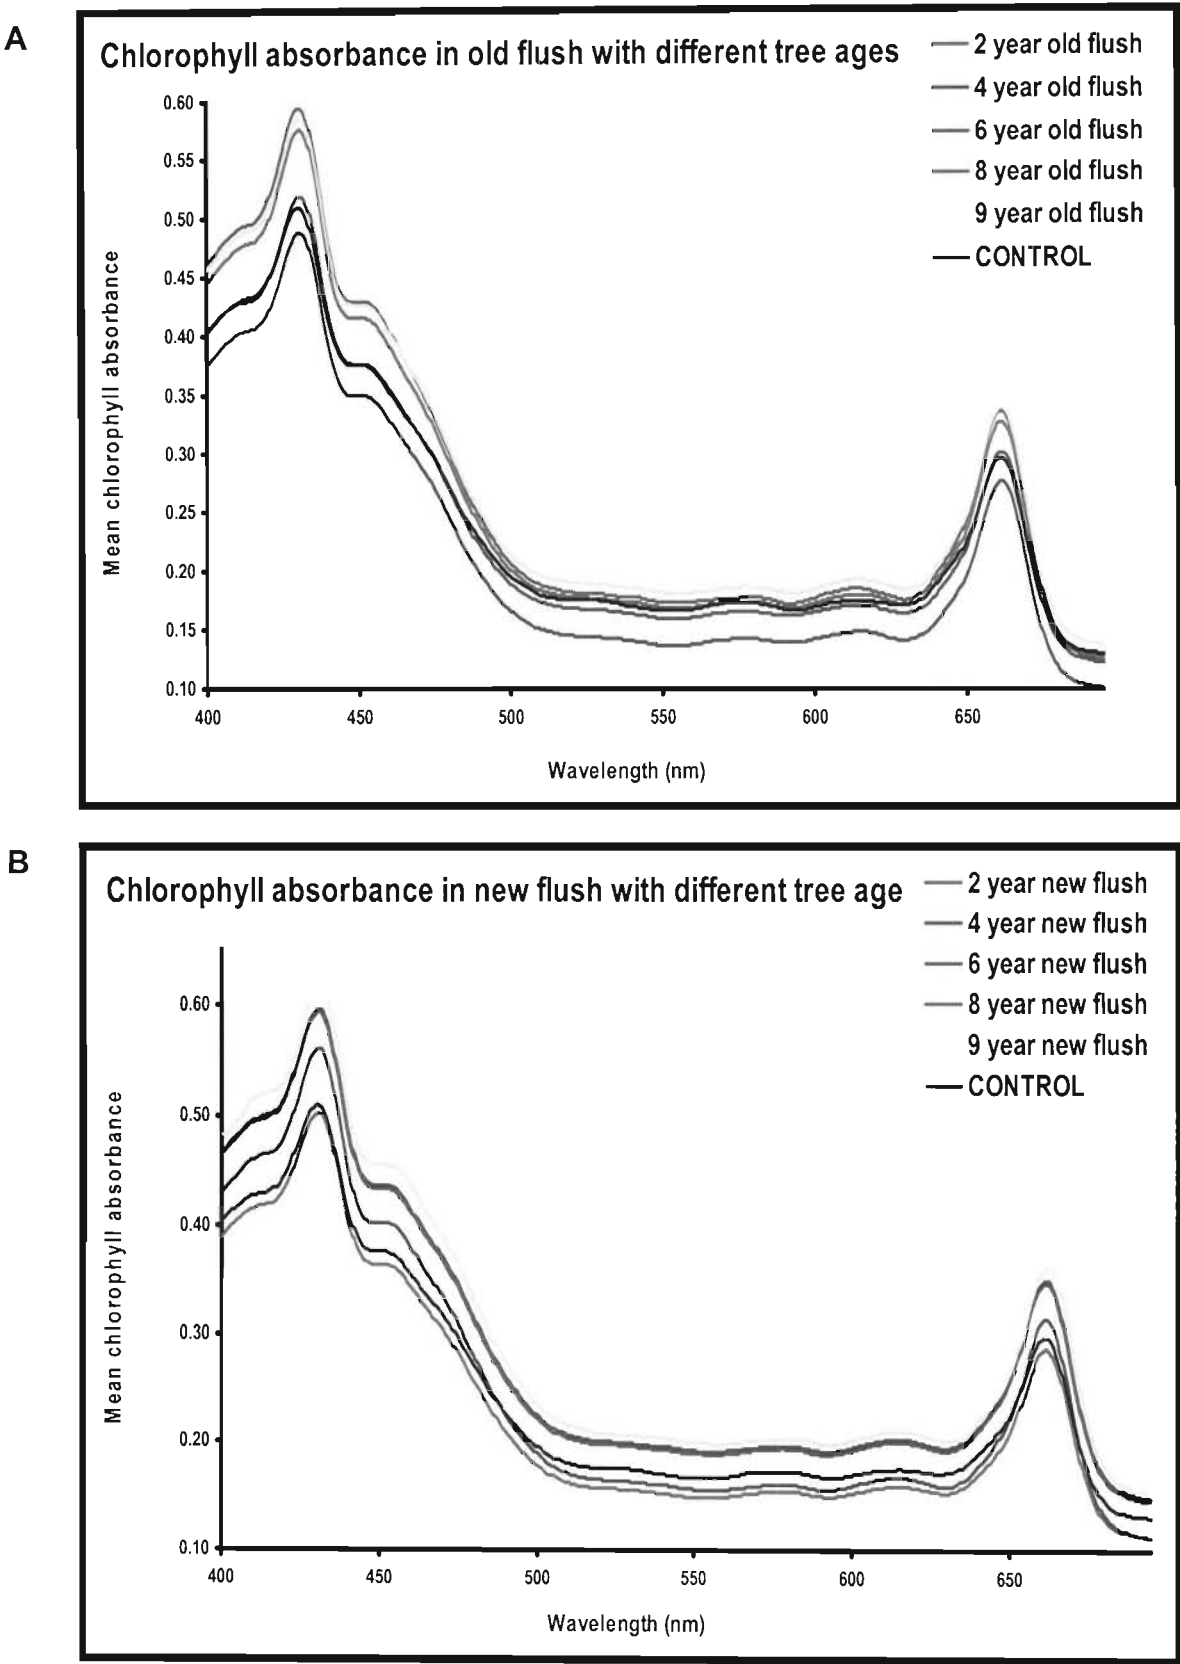 A
Chlorophyll absorbance in old flush with different tree ages
2 year old flush
4 year old flush
6 year old flush
8 year old flush
9 year old flush
CONTROL
0.60
0.55
0.50
0.45
0.40
0.35
0.30
0.25
0.20
0.15
0.10
Mean chlorophyll absorbance
400 450 500 550 600 650
Wavelength (nm)
B
Chlorophyll absorbance in new flush with different tree age
2 year new flush
4 year new flush
6 year new flush
8 year new flush
9 year new flush
CONTROL
0.60
0.50
0.40
0.30
0.20
0.10
Mean chlorophyll absorbance
400 450 500 550 600 650
Wavelength (nm)